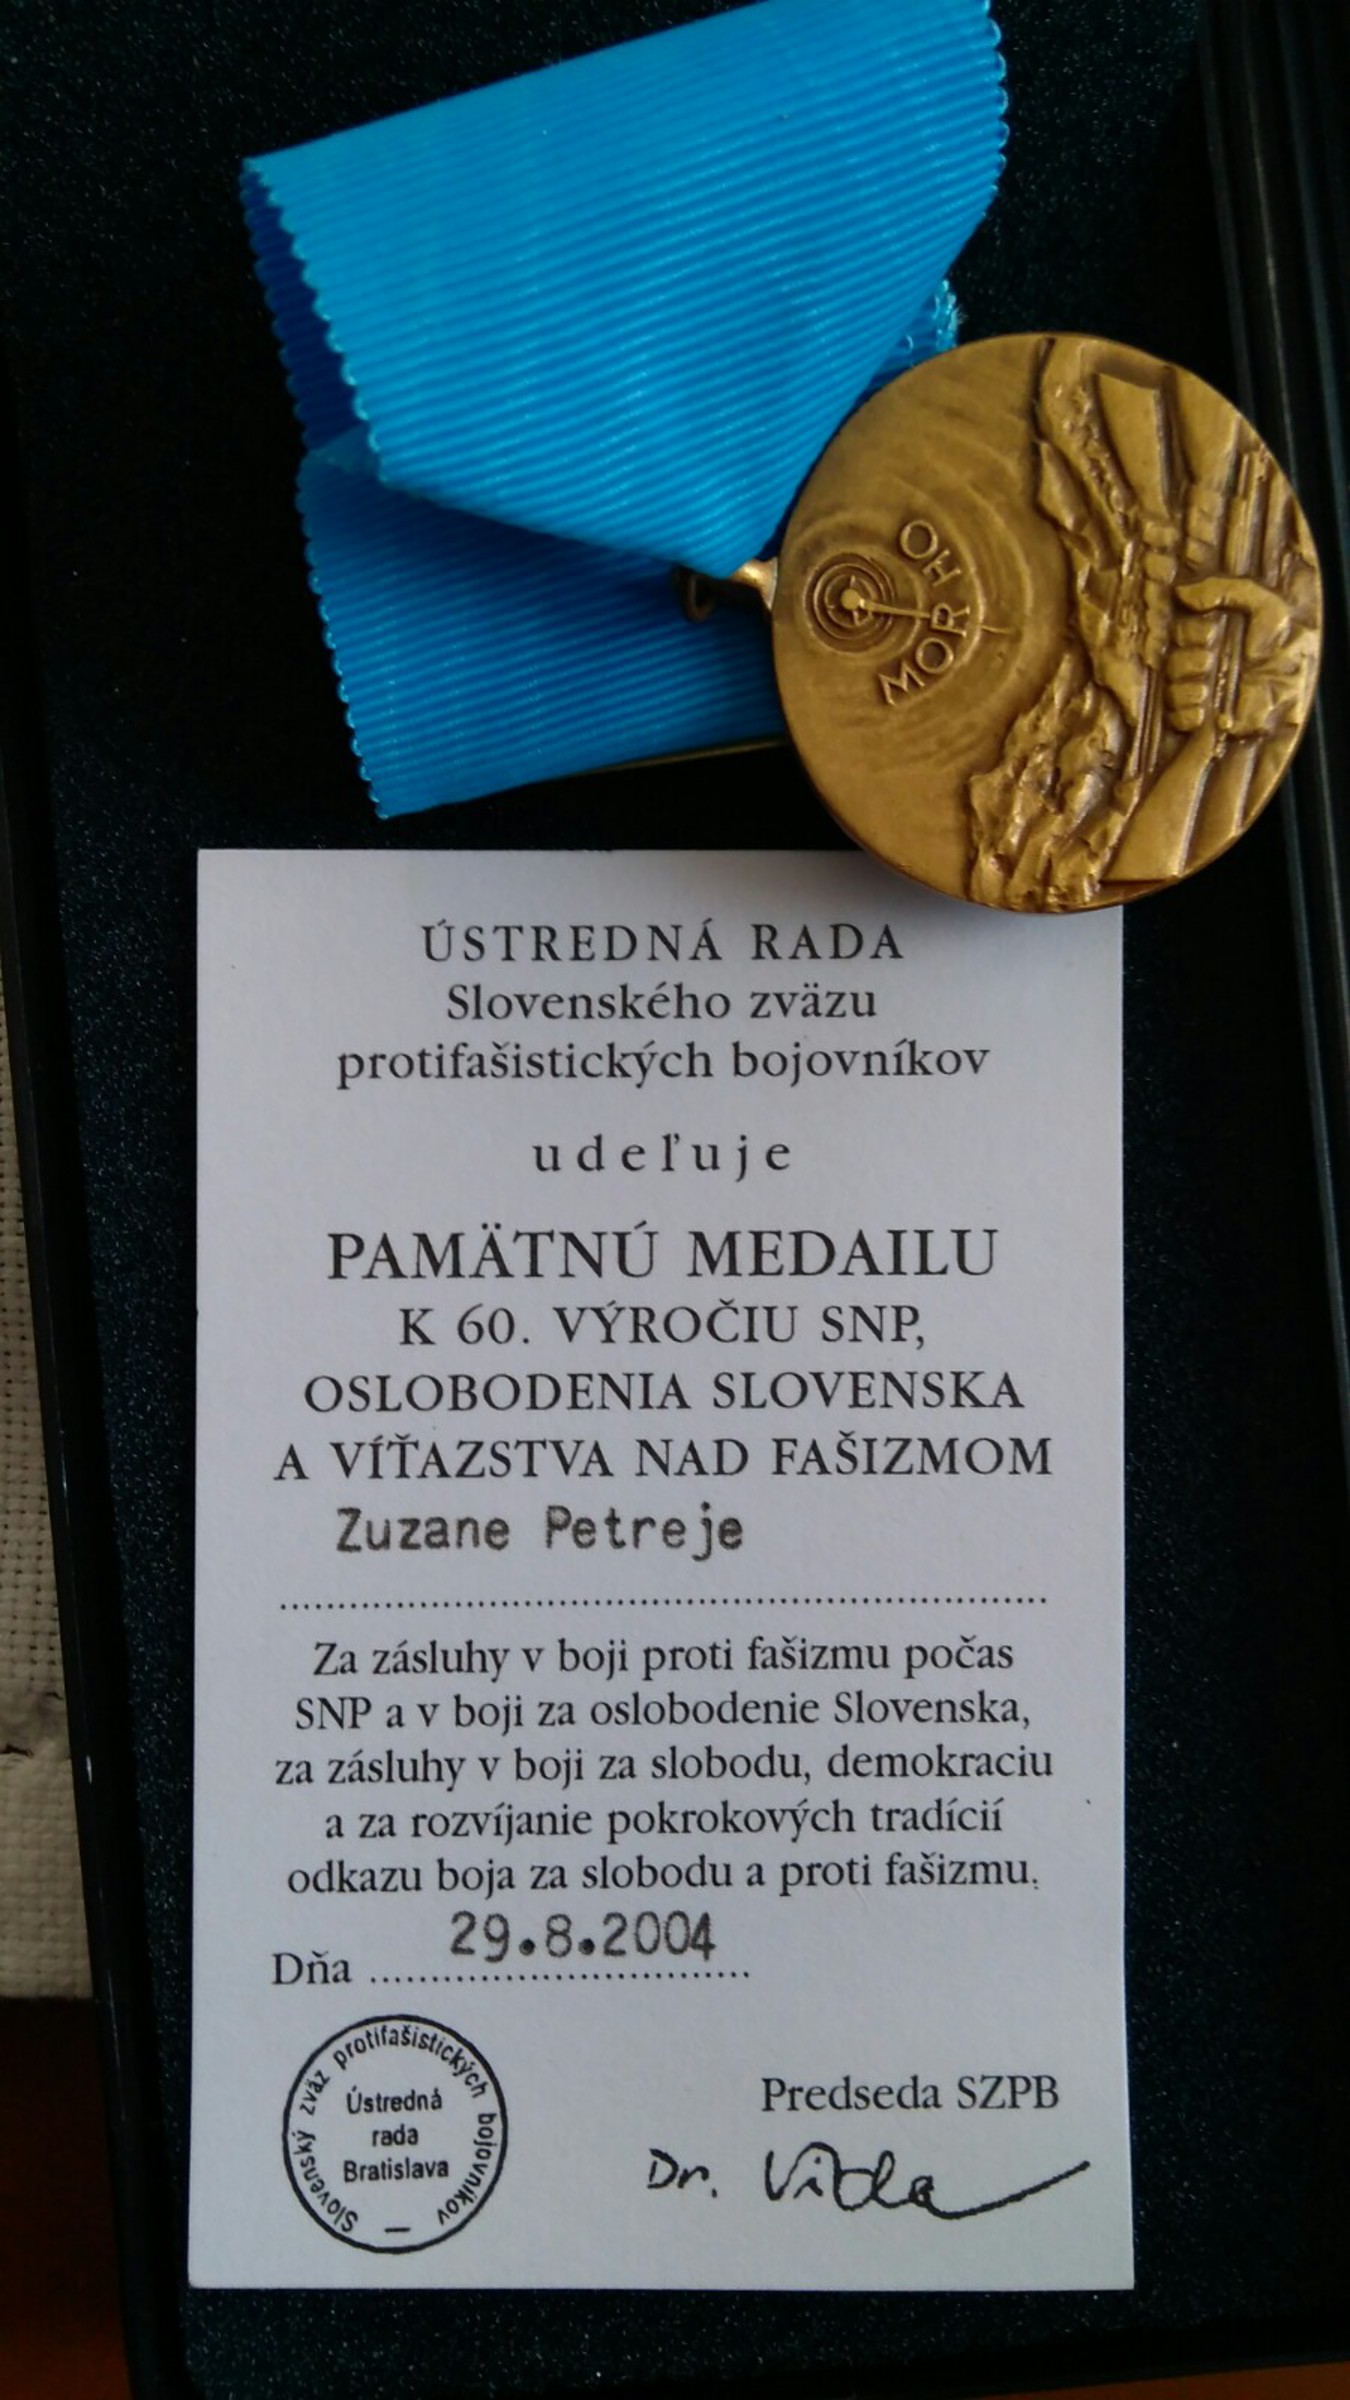 OH
MOR
ÚSTREDNÁ RADA
Slovenského zväzu
protifašistických bojovníkov
udeľuje
PAMÄTNÚ MEDAILU
K 60. VÝROČIU SNP,
OSLOBODENIA SLOVENSKA
A VÍŤAZSTVA NAD FAŠIZMOM
Zuzane Petreje
Za zásluhy v boji proti fašizmu počas
SNP a v boji za oslobodenie Slovenska,
za zásluhy v boji za slobodu, demokraciu
a za rozvíjanie pokrokových tradícií
odkazu boja za slobodu a proti fašizmu.
Dňa 29.8.2004
Slovenský zväz protifašistických bojovníkov
Ústredná
rada
Bratislava
Predseda SZPB
Dr. Vida